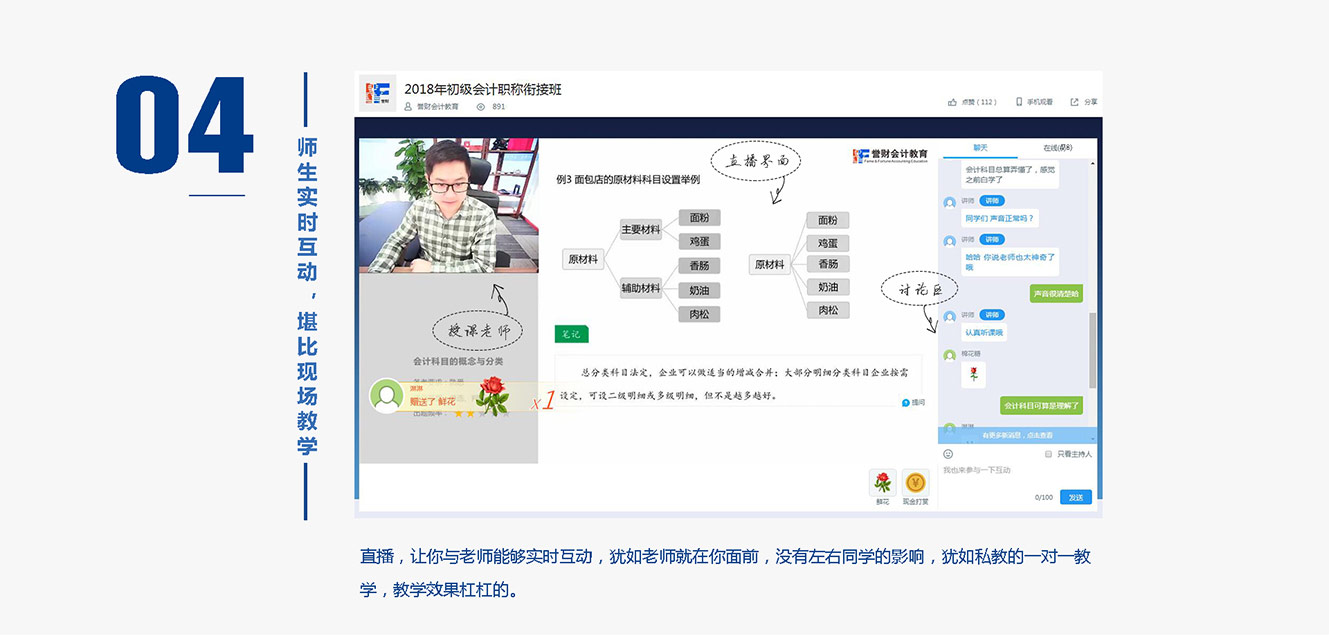 04
师生实时互动，堪比现场教学
2018年初级会计职称衔接班
誉财会计教育
891
点赞（112）
手机观看
分享
直播界面
誉财会计教育
例3 面包店的原材料科目设置举例
原材料
主要材料
辅助材料
面粉
鸡蛋
香肠
奶油
肉松
原材料
面粉
鸡蛋
香肠
奶油
肉松
授课老师
会计科目的概念与分类
赠送了 鲜花
x1
笔记
总分类科目法定，企业可以做适当的增减合并；大部分明细分类科目企业按需
设定，可设二级明细或多级明细，但不是越多越好。
提问
鲜花
现金打赏
讨论区
聊天
会计科目总算弄懂了，感觉
之前白学了
讲师 讲师
同学们 声音正常吗？
讲师 讲师
哈哈 你说老师也太神奇了
哦
声音很清楚哈
讲师 讲师
认真听课哦
棉花糖
会计科目可算是理解了
有更多新消息，点击查看
只看主持人
我也来参与一下互动
0/100
发送
直播，让你与老师能够实时互动，犹如老师就在你面前，没有左右同学的影响，犹如私教的一对一教
学，教学效果杠杠的。